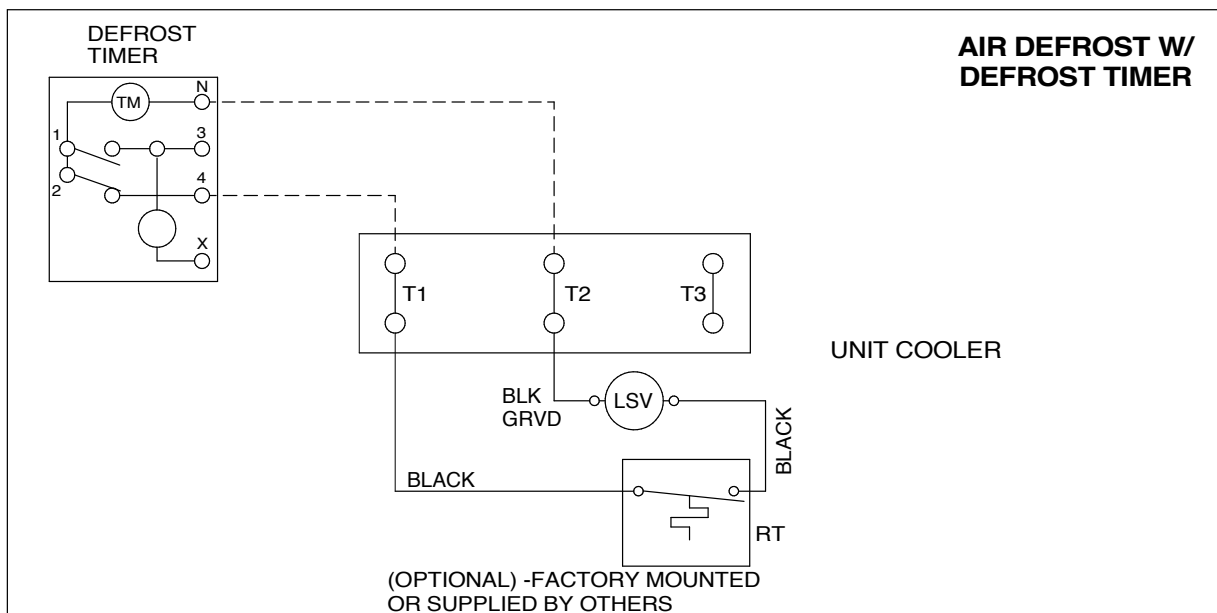 DEFROST
TIMER
AIR DEFROST W/
DEFROST TIMER
TM
N
1
3
2
4
X
T1
T2
T3
UNIT COOLER
BLK
GRVD
LSV
BLACK
BLACK
RT
(OPTIONAL) -FACTORY MOUNTED
OR SUPPLIED BY OTHERS